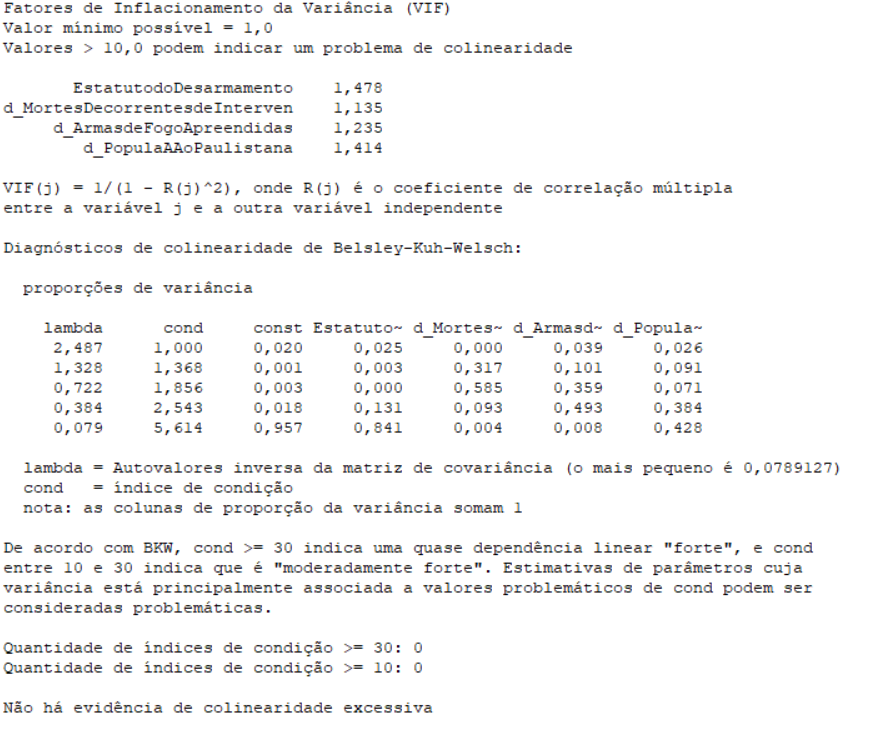 Fatores de Inflacionamento da Variância (VIF)
Valor mínimo possível = 1,0
Valores > 10,0 podem indicar um problema de colinearidade
EstatutodoDesarmamento 1,478
d_MortesDecorrentesdeInterven 1,135
d_ArmasdeFogoApreendidas 1,235
d_PopulaAAoPaulistana 1,414
VIF(j) = 1/(1 - R(j)^2), onde R(j) é o coeficiente de correlação múltipla
entre a variável j e a outra variável independente
Diagnósticos de colinearidade de Belsley-Kuh-Welsch:
proporções de variância
lambda cond const Estatuto~ d_Mortes~ d_Armasd~ d_Popula~
2,487 1,000 0,020 0,025 0,000 0,039 0,026
1,328 1,368 0,001 0,003 0,317 0,101 0,091
0,722 1,856 0,003 0,000 0,585 0,359 0,071
0,384 2,543 0,018 0,131 0,093 0,493 0,384
0,079 5,614 0,957 0,841 0,004 0,008 0,428
lambda = Autovalores inversa da matriz de covariância (o mais pequeno é 0,0789127)
cond = índice de condição
nota: as colunas de proporção da variância somam 1
De acordo com BKW, cond >= 30 indica uma quase dependência linear "forte", e cond
entre 10 e 30 indica que é "moderadamente forte". Estimativas de parâmetros cuja
variância está principalmente associada a valores problemáticos de cond podem ser
consideradas problemáticas.
Quantidade de índices de condição >= 30: 0
Quantidade de índices de condição >= 10: 0
Não há evidência de colinearidade excessiva